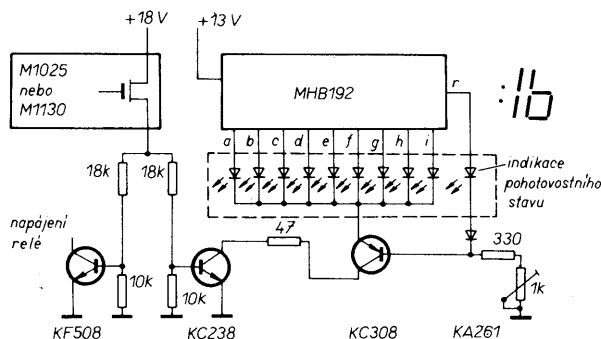 +18 V
+13 V
M1025
nebo
M1130
MHB192
r
:16
a b c d e f g h i
18k
18k
indikace
pohotovostního
stavu
napájení
relé
47
330
10k
10k
1k
KF508
KC238
KC308
KA261